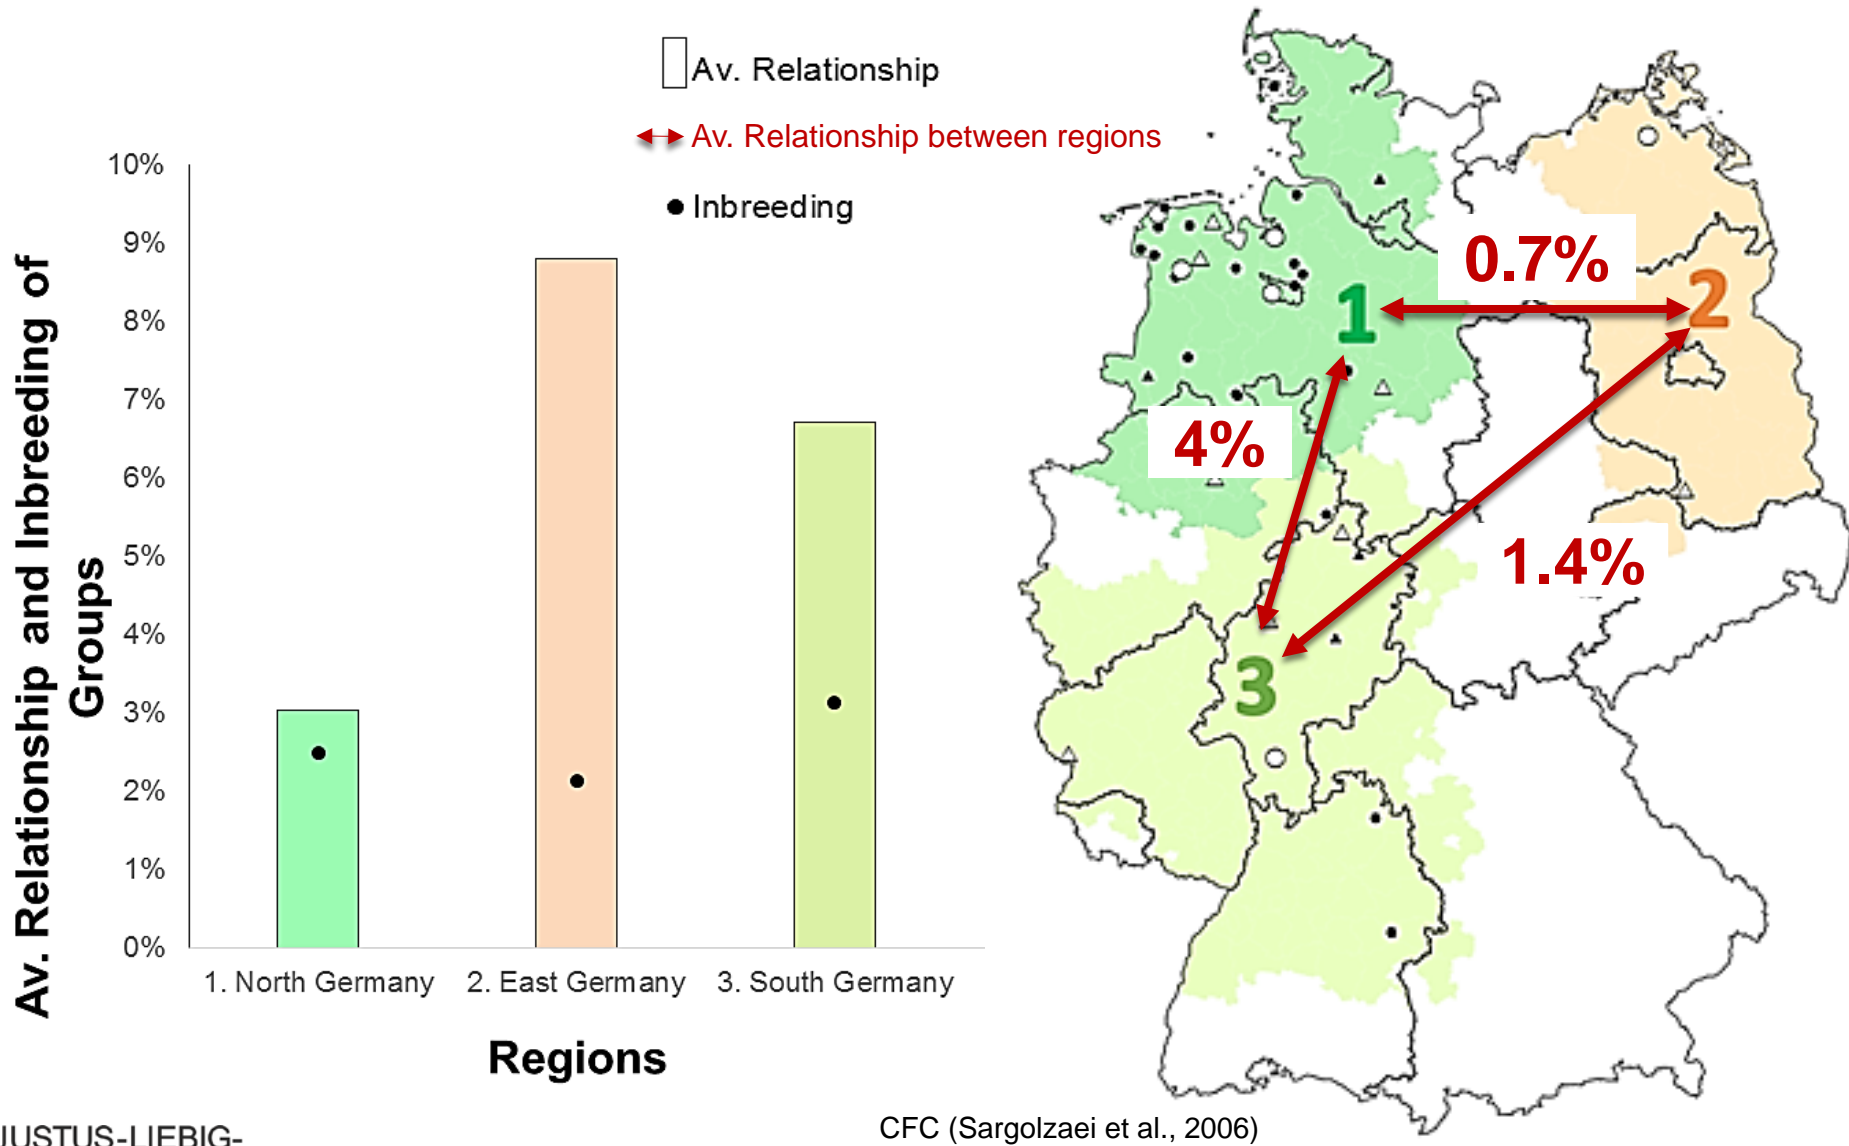 Av. Relationship
Av. Relationship between regions
Inbreeding
Av. Relationship and Inbreeding of
Groups
10%
9%
8%
7%
6%
5%
4%
3%
2%
1%
0%
1. North Germany
2. East Germany
3. South Germany
Regions
0.7%
1
2
4%
1.4%
3
CFC (Sargolzaei et al., 2006)
JUSTUS-LIEBIG-